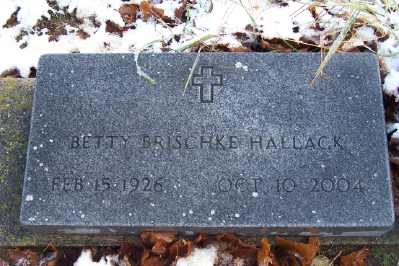 BETTY BRISCHKE HALLACK
FEB 15 1926 OCT 10 2004